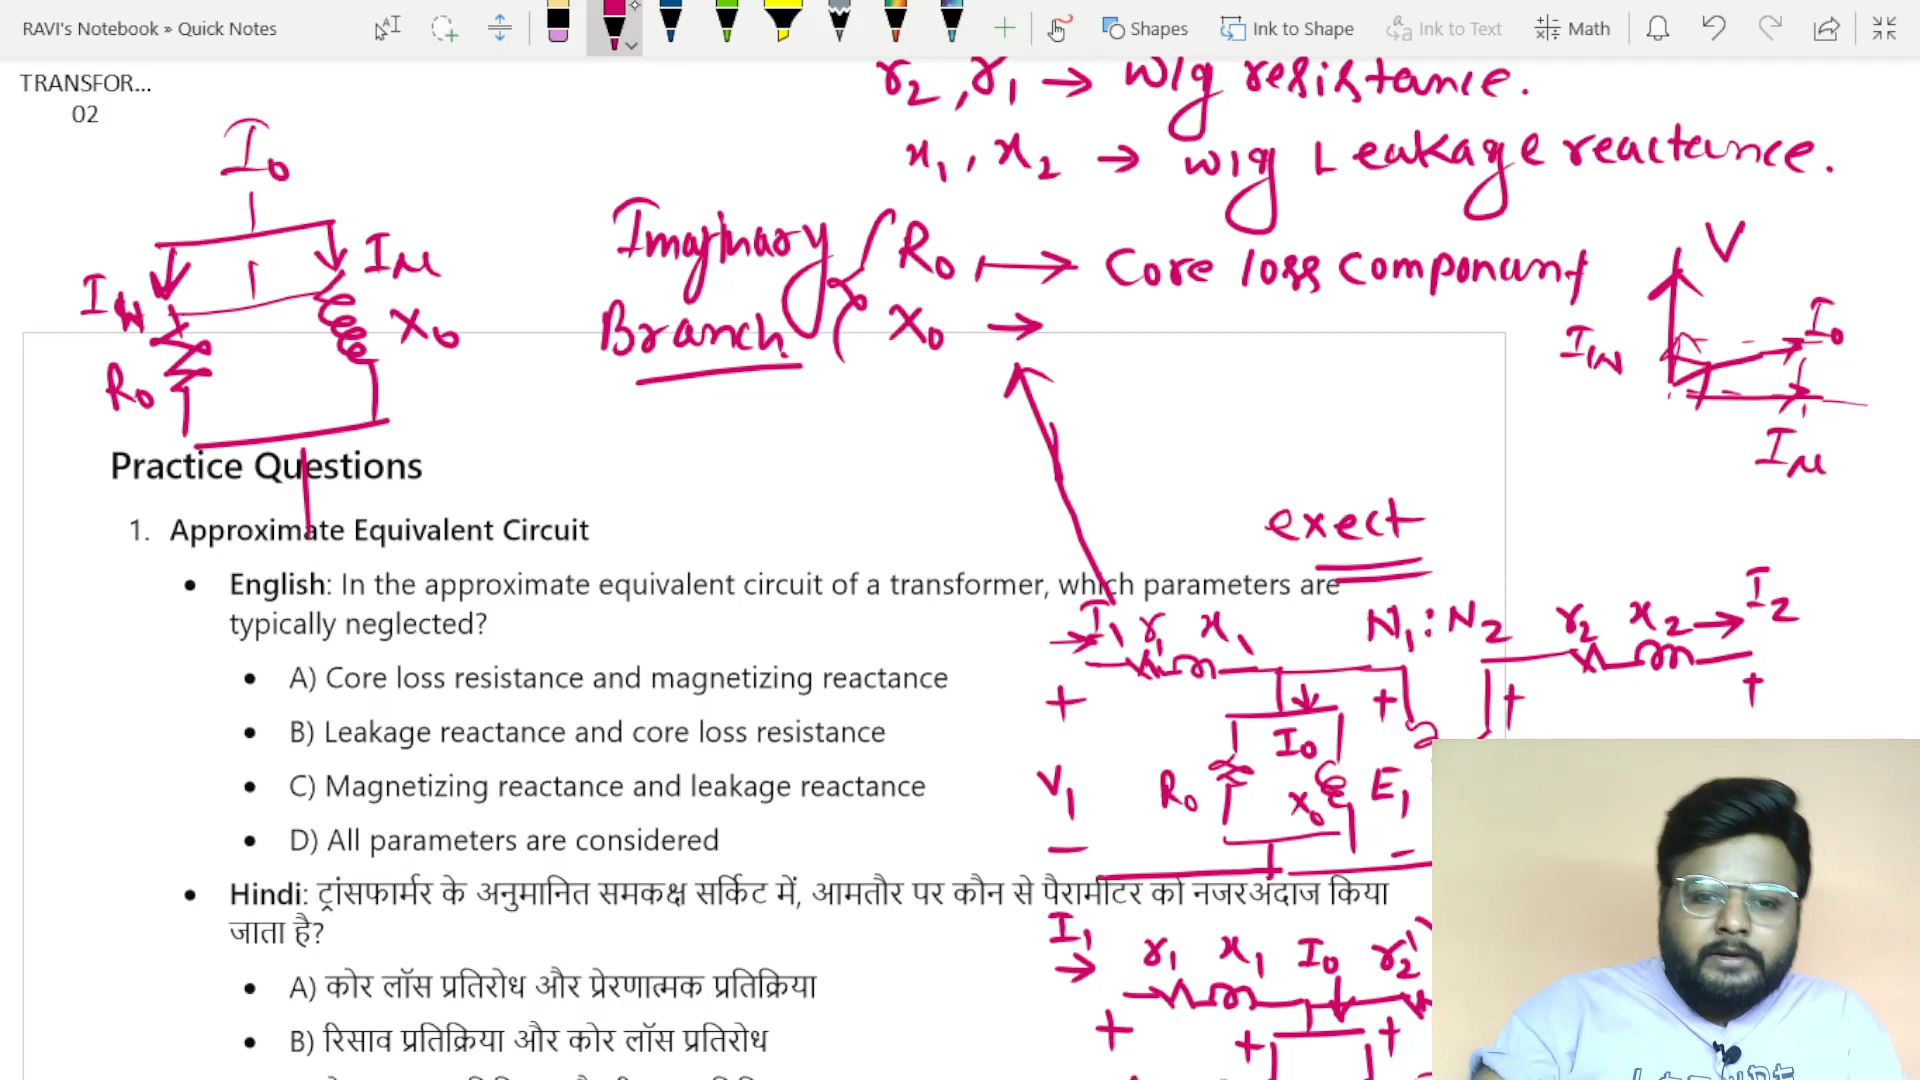 RAVI's Notebook » Quick Notes
Shapes
Ink to Shape
Ink to Text
Math
TRANSFOR...
02
r2, r1 → w/g resistance.
x1, x2 → w/g Leakage reactance.
I0
Iw
Iμ
R0
X0
Imaginary
Branch
R0 → Core loss componant
X0 →
V
Iw
I0
Iμ
Practice Questions
1. Approximate Equivalent Circuit
• English: In the approximate equivalent circuit of a transformer, which parameters are
typically neglected?
• A) Core loss resistance and magnetizing reactance
• B) Leakage reactance and core loss resistance
• C) Magnetizing reactance and leakage reactance
• D) All parameters are considered
• Hindi: ट्रांसफार्मर के अनुमानित समकक्ष सर्किट में, आमतौर पर कौन से पैरामीटर को नजरअंदाज किया
जाता है?
• A) कोर लॉस प्रतिरोध और प्रेरणात्मक प्रतिक्रिया
• B) रिसाव प्रतिक्रिया और कोर लॉस प्रतिरोध
exect
I1 r1 x1 N1 : N2 r2 x2 → I2
+ + + +
I0
V1 R0 X0 E1
− −
I1 r1 x1 I0 r2'
+ + +